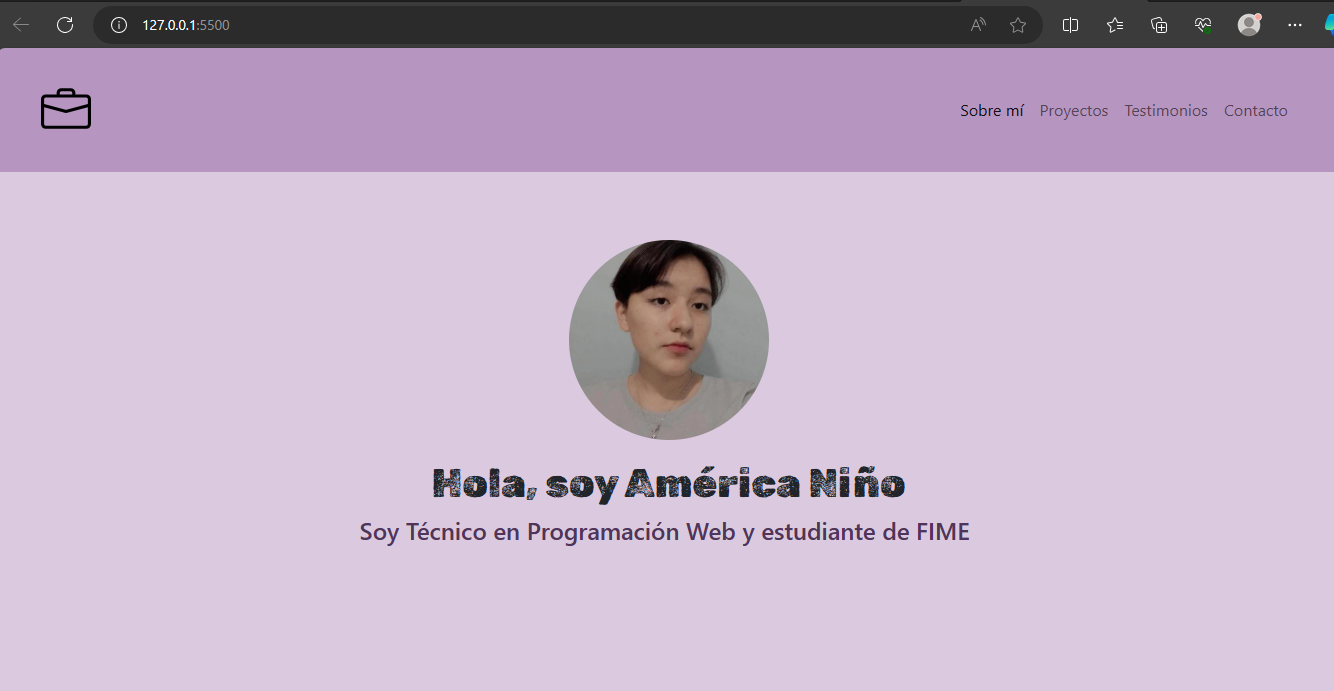 127.0.0.1:5500
Sobre mí Proyectos Testimonios Contacto
Hola, soy América Niño
Soy Técnico en Programación Web y estudiante de FIME